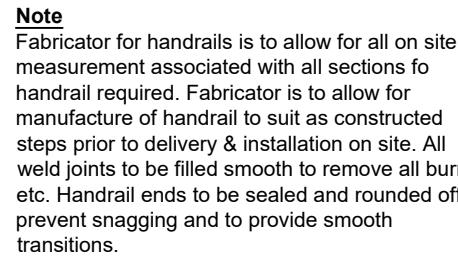 Note
Fabricator for handrails is to allow for all on site
measurement associated with all sections fo
handrail required. Fabricator is to allow for
manufacture of handrail to suit as constructed
steps prior to delivery & installation on site. All
weld joints to be filled smooth to remove all burr
etc. Handrail ends to be sealed and rounded off
prevent snagging and to provide smooth
transitions.